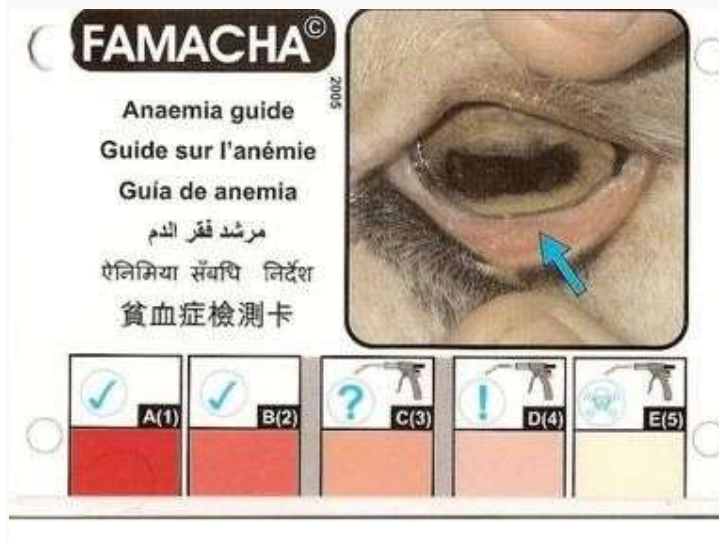 FAMACHA©
2005
Anaemia guide
Guide sur l'anémie
Guía de anemia
مرشد فقر الدم
ऐनिमिया सँबधि निर्देश
貧血症檢測卡
? !
A(1) B(2) C(3) D(4) E(5)